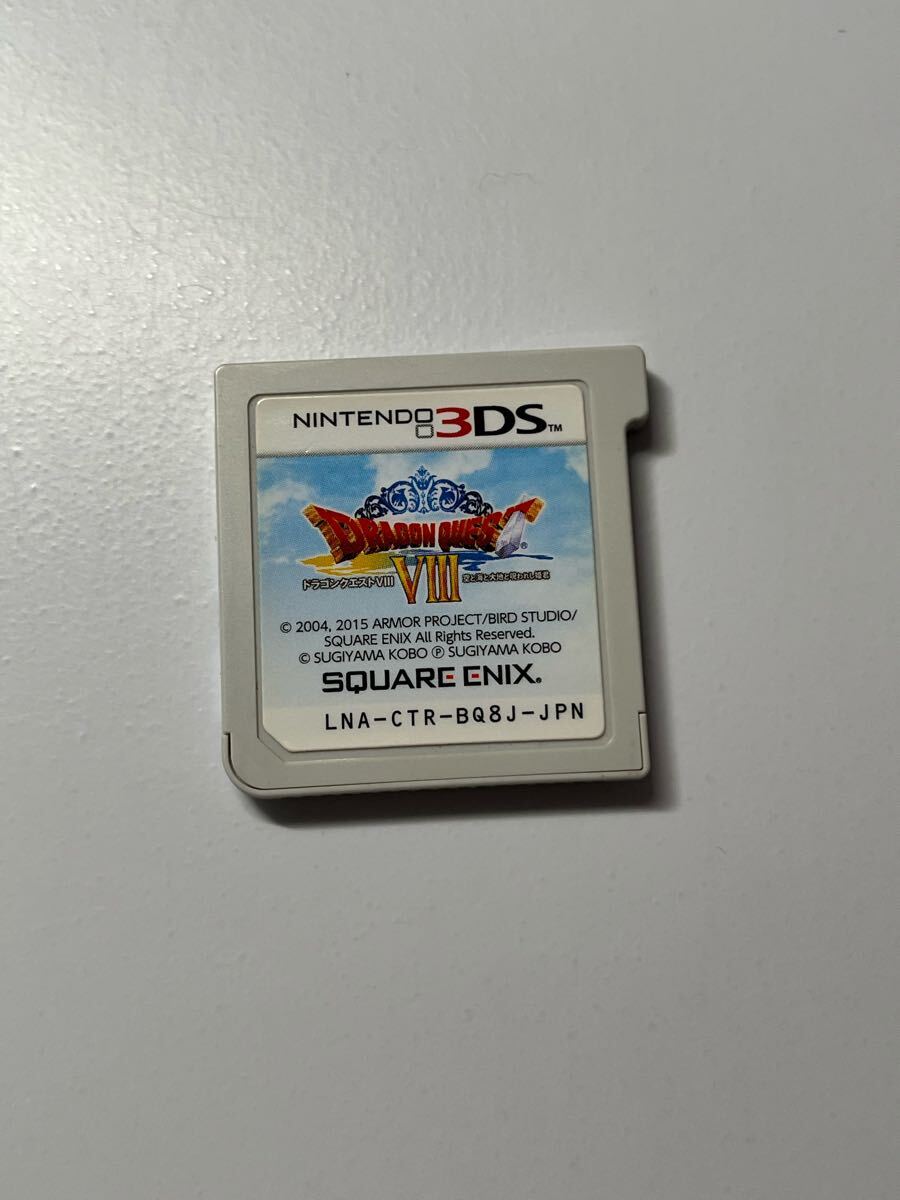 NINTENDO 3DS™
DRAGON QUEST®
ドラゴンクエストVIII VIII 空と海と大地と呪われし姫君
© 2004, 2015 ARMOR PROJECT/BIRD STUDIO/
SQUARE ENIX All Rights Reserved.
© SUGIYAMA KOBO ℗ SUGIYAMA KOBO
SQUARE ENIX®
LNA-CTR-BQ8J-JPN